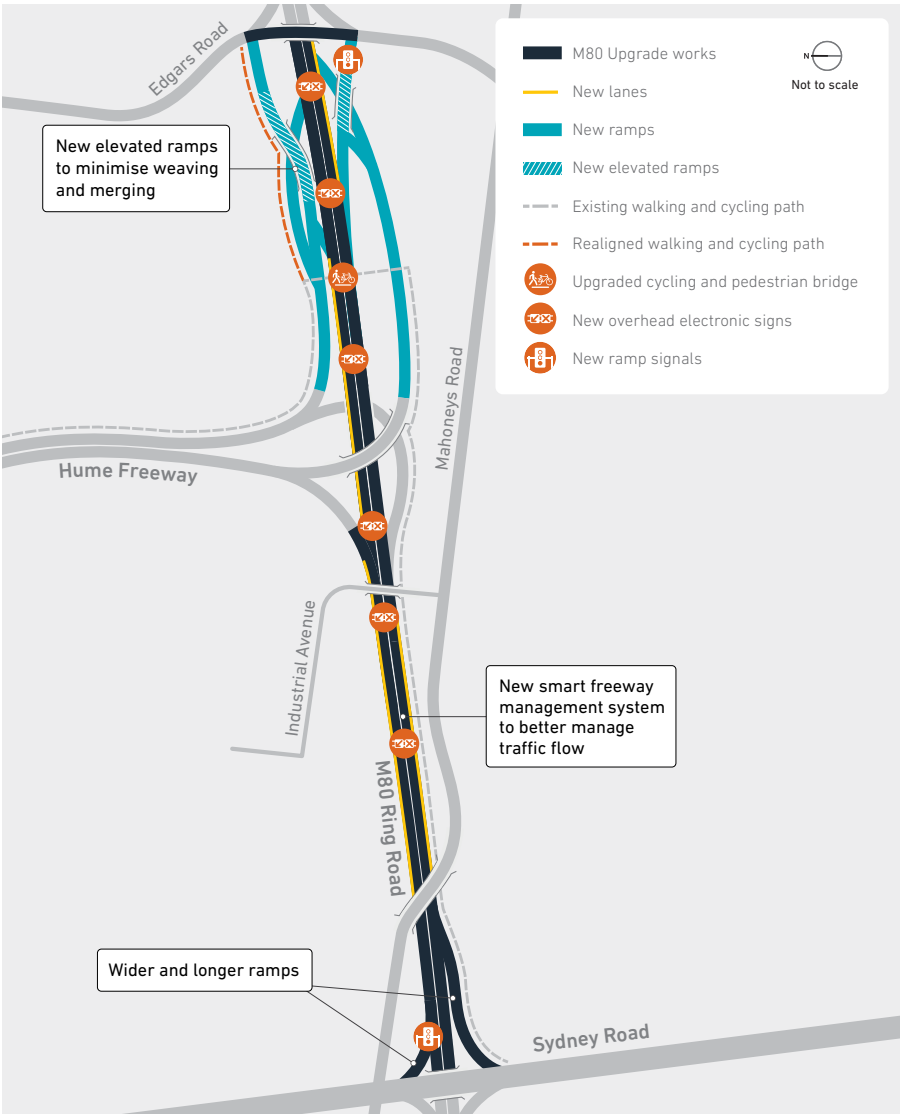 Edgars Road
M80 Upgrade works
New lanes
New ramps
New elevated ramps
Existing walking and cycling path
Realigned walking and cycling path
Upgraded cycling and pedestrian bridge
New overhead electronic signs
New ramp signals
N
Not to scale
New elevated ramps
to minimise weaving
and merging
Mahoneys Road
Hume Freeway
Industrial Avenue
New smart freeway
management system
to better manage
traffic flow
M80 Ring Road
Wider and longer ramps
Sydney Road